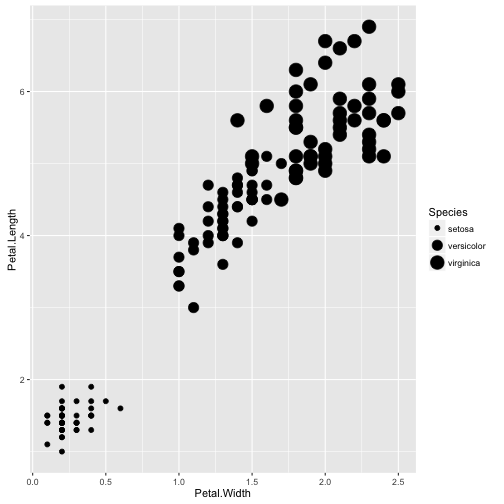 6
4
2
Petal.Length
0.0 0.5 1.0 1.5 2.0 2.5
Petal.Width
Species
setosa
versicolor
virginica